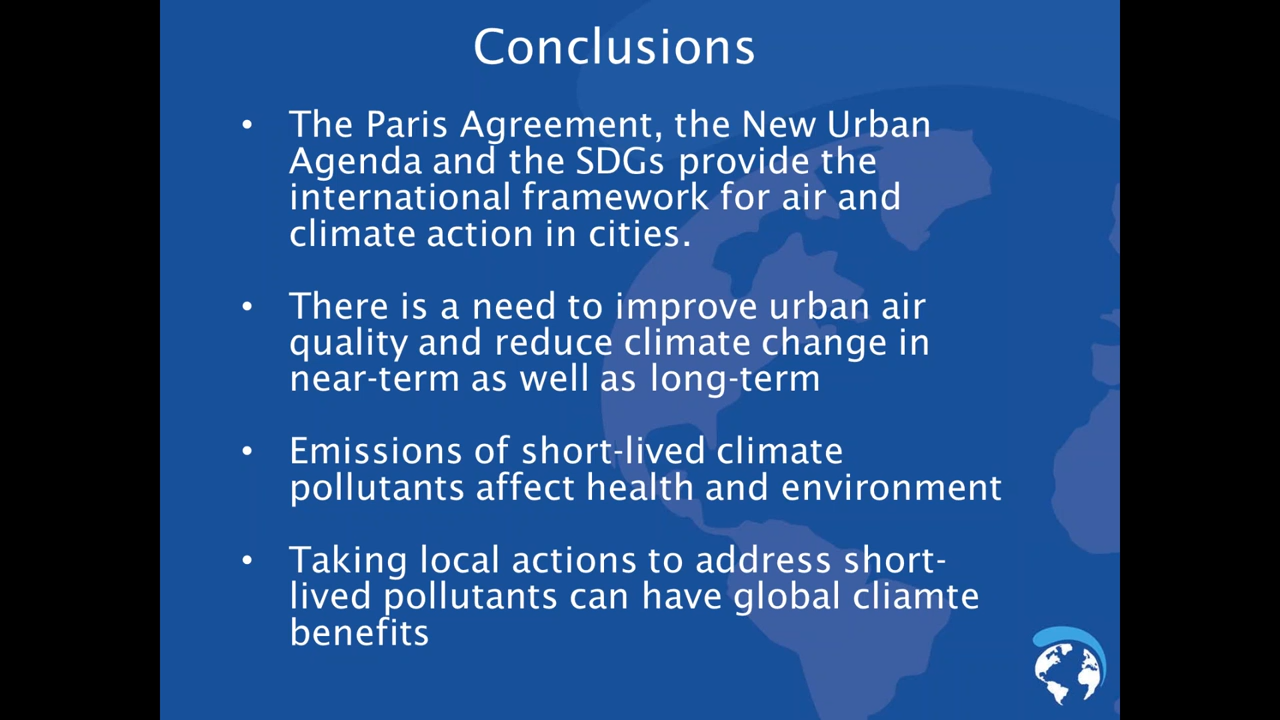 Conclusions
• The Paris Agreement, the New Urban
Agenda and the SDGs provide the
international framework for air and
climate action in cities.
• There is a need to improve urban air
quality and reduce climate change in
near-term as well as long-term
• Emissions of short-lived climate
pollutants affect health and environment
• Taking local actions to address short-
lived pollutants can have global cliamte
benefits